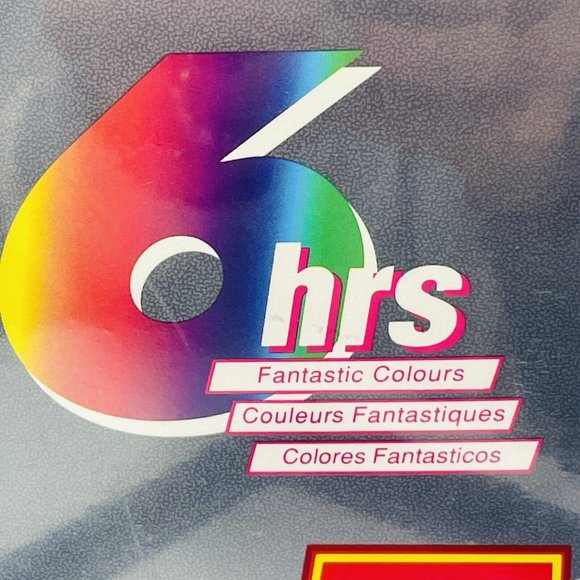 6
hrs
Fantastic Colours
Couleurs Fantastiques
Colores Fantasticos